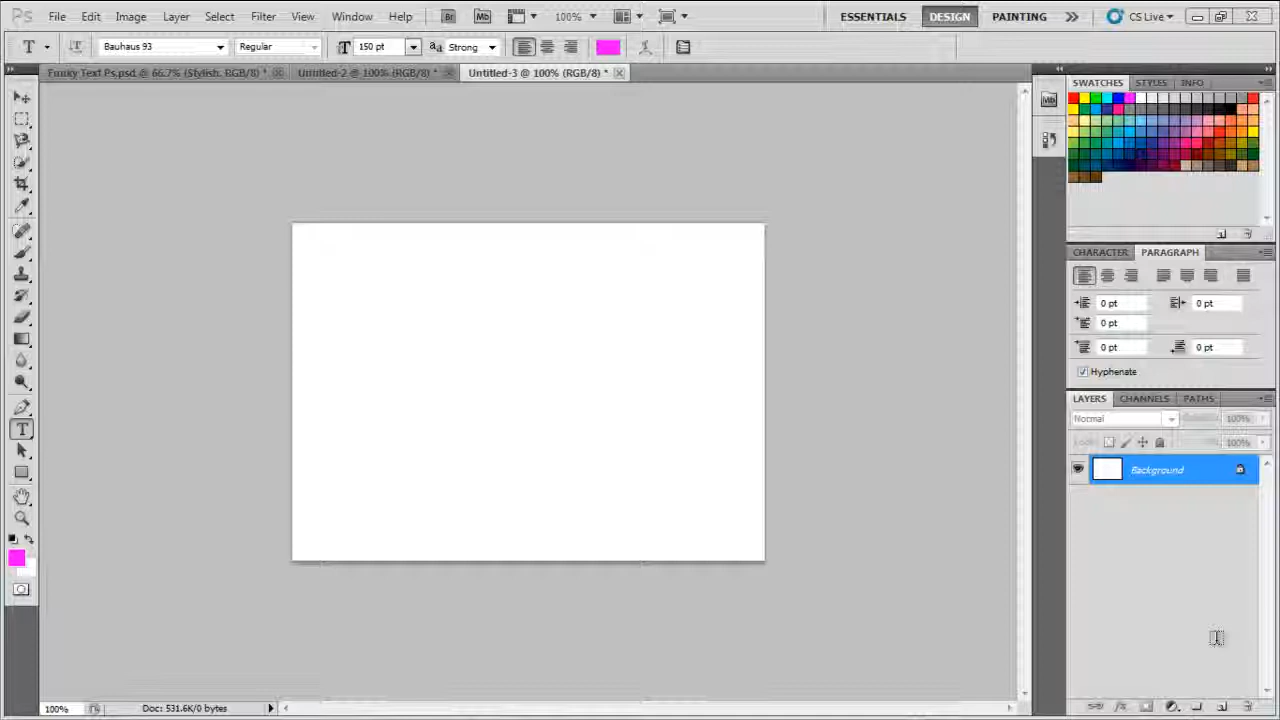 Ps File Edit Image Layer Select Filter View Window Help Br Mb 100% ESSENTIALS DESIGN PAINTING CS Live
T Bauhaus 93 Regular 150 pt Strong
Funky Text Ps.psd @ 66.7% (Stylish, RGB/8) * Untitled-2 @ 100% (RGB/8) * Untitled-3 @ 100% (RGB/8) *
SWATCHES STYLES INFO
CHARACTER PARAGRAPH
0 pt 0 pt
0 pt
0 pt 0 pt
Hyphenate
LAYERS CHANNELS PATHS
Normal 100%
100%
Background
100% Doc: 531.6K/0 bytes